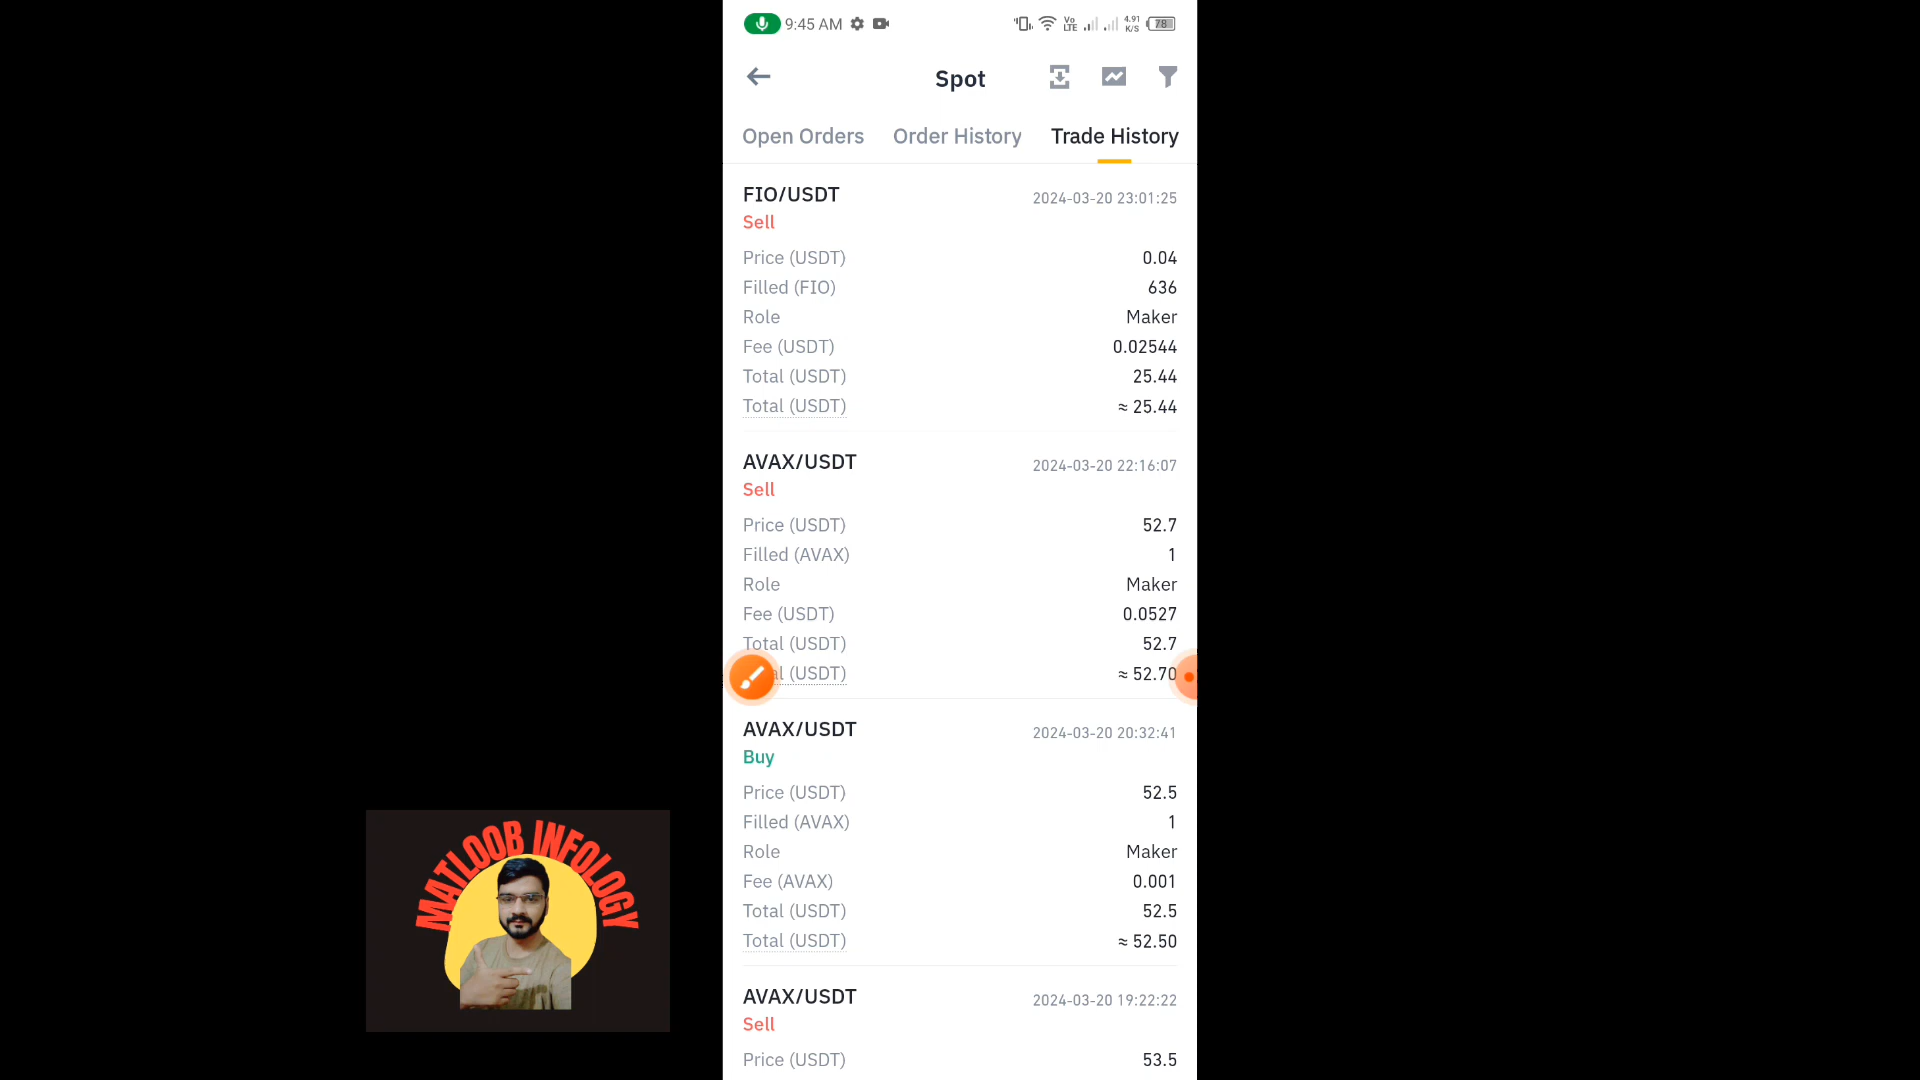 9:45 AM
Vo LTE
4.91 K/S
78
Spot
Open Orders Order History Trade History
FIO/USDT 2024-03-20 23:01:25
Sell
Price (USDT) 0.04
Filled (FIO) 636
Role Maker
Fee (USDT) 0.02544
Total (USDT) 25.44
Total (USDT) ≈ 25.44
AVAX/USDT 2024-03-20 22:16:07
Sell
Price (USDT) 52.7
Filled (AVAX) 1
Role Maker
Fee (USDT) 0.0527
Total (USDT) 52.7
al (USDT) ≈ 52.70
AVAX/USDT 2024-03-20 20:32:41
Buy
Price (USDT) 52.5
Filled (AVAX) 1
Role Maker
Fee (AVAX) 0.001
Total (USDT) 52.5
Total (USDT) ≈ 52.50
AVAX/USDT 2024-03-20 19:22:22
Sell
Price (USDT) 53.5
MATLOOB INFOLOGY